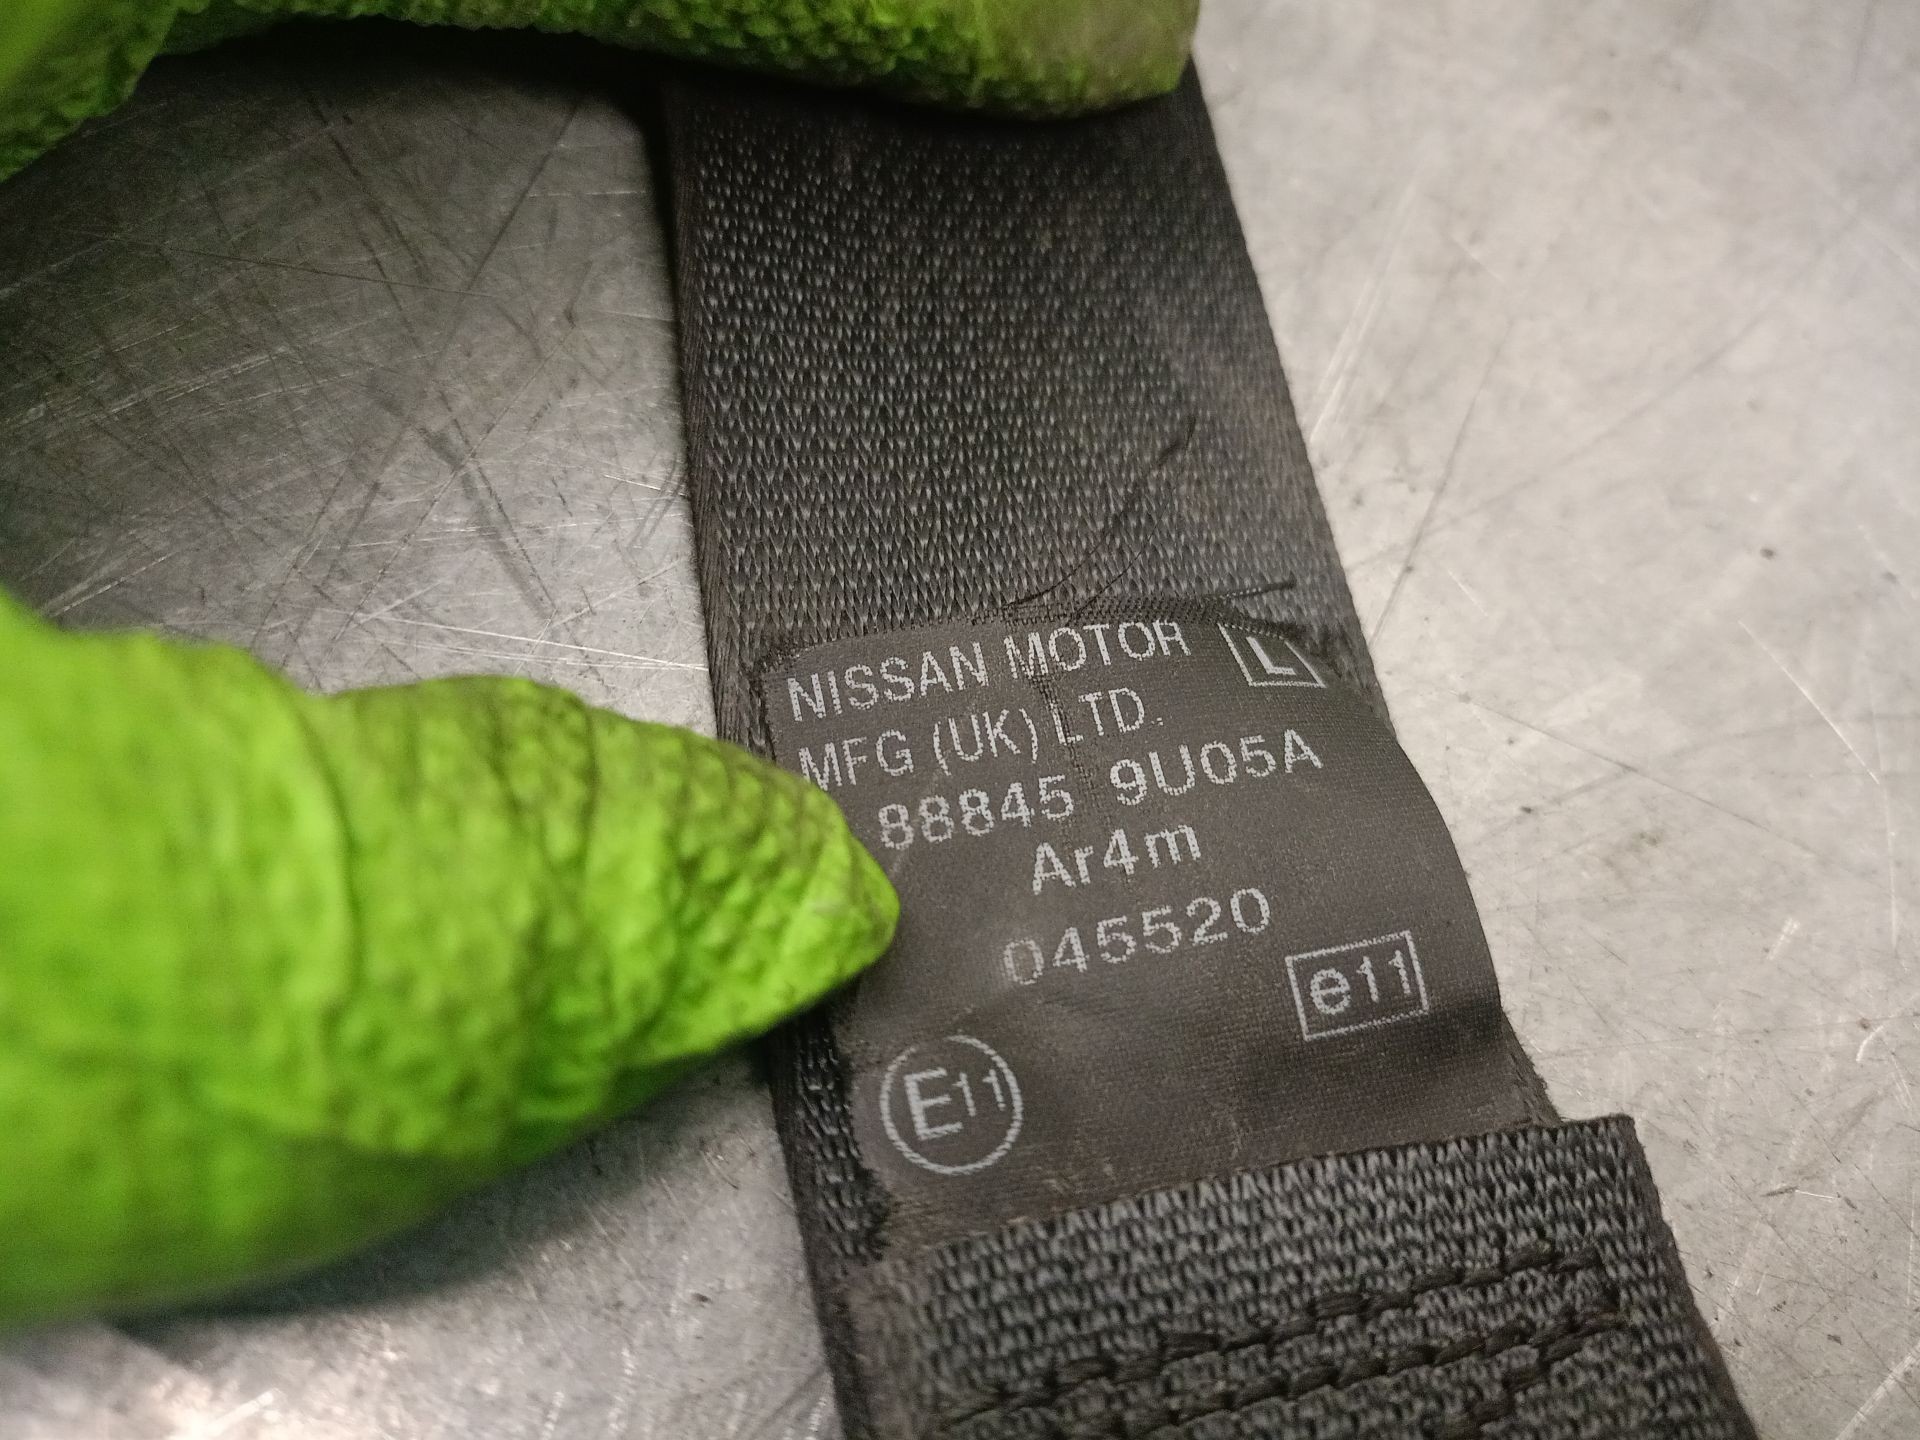 NISSAN MOTOR L
MFG (UK) LTD.
88845 9U05A
Ar4m
045520
e11
E11